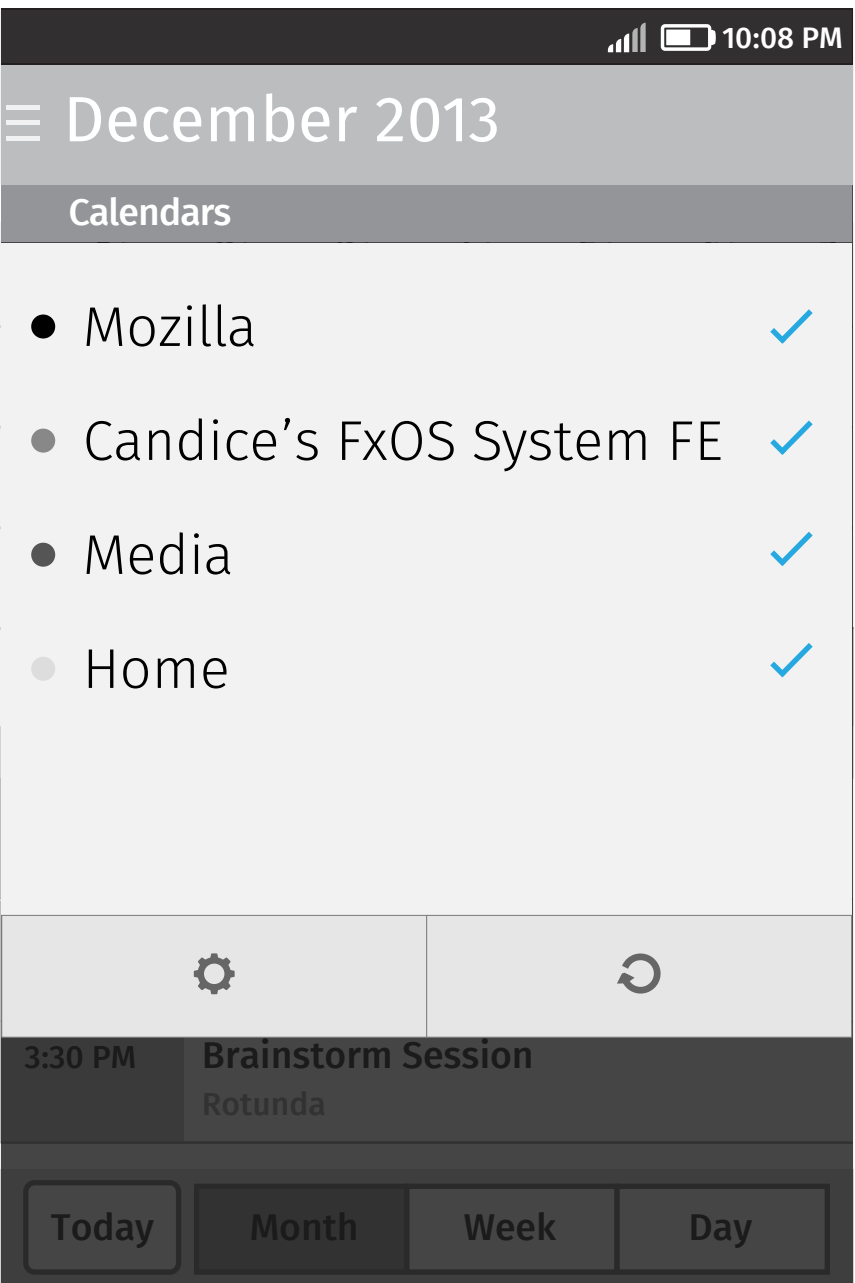 10:08 PM
December 2013
Calendars
Mozilla
Candice’s FxOS System FE
Media
Home
3:30 PM Brainstorm Session
Rotunda
Today Month Week Day